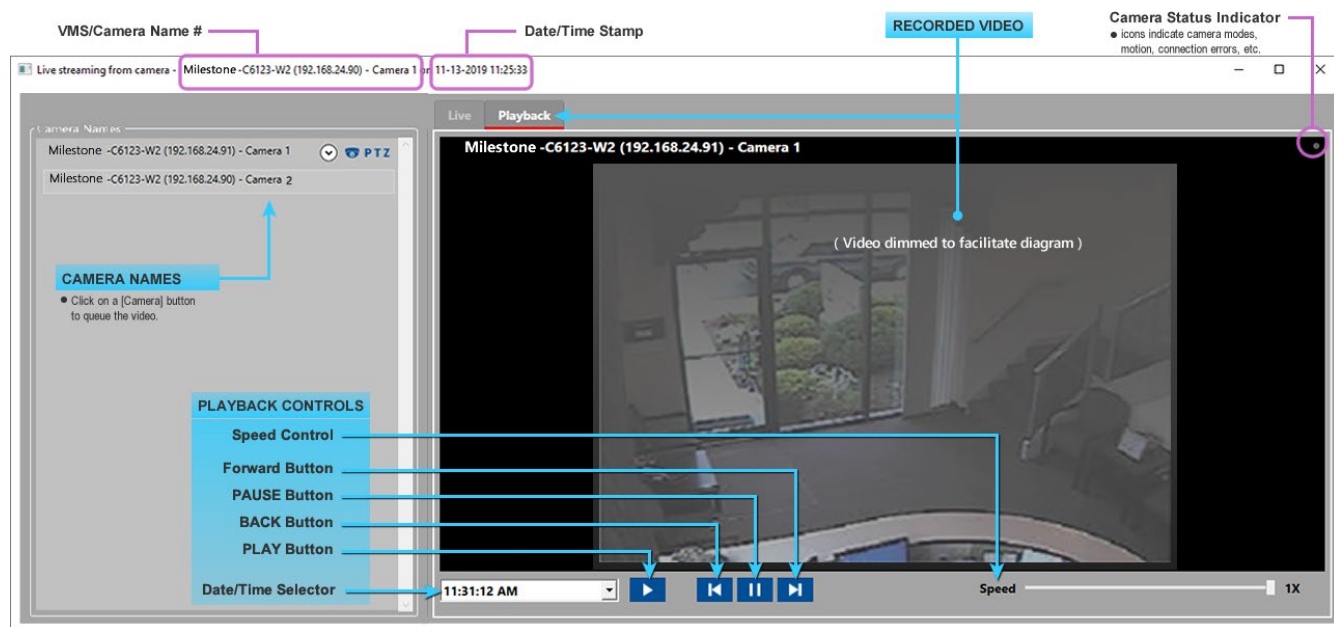 VMS/Camera Name #
Date/Time Stamp
RECORDED VIDEO
Camera Status Indicator
● icons indicate camera modes,
motion, connection errors, etc.
Live streaming from camera - Milestone -C6123-W2 (192.168.24.90) - Camera 1 on 11-13-2019 11:25:33
Live
Playback
Camera Names
Milestone -C6123-W2 (192.168.24.91) - Camera 1
PTZ
Milestone -C6123-W2 (192.168.24.90) - Camera 2
Milestone -C6123-W2 (192.168.24.91) - Camera 1
( Video dimmed to facilitate diagram )
CAMERA NAMES
● Click on a [Camera] button
to queue the video.
PLAYBACK CONTROLS
Speed Control
Forward Button
PAUSE Button
BACK Button
PLAY Button
Date/Time Selector
11:31:12 AM
Speed
1X